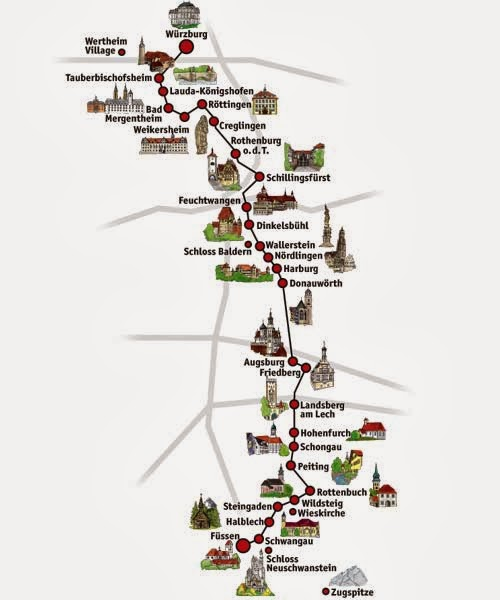 Würzburg
Wertheim
Village
Tauberbischofsheim
Lauda-Königshofen
Röttingen
Bad
Mergentheim
Weikersheim
Creglingen
Rothenburg
o.d.T.
Schillingsfürst
Feuchtwangen
Dinkelsbühl
Wallerstein
Schloss Baldern
Nördlingen
Harburg
Donauwörth
Augsburg
Friedberg
Landsberg
am Lech
Hohenfurch
Schongau
Peiting
Rottenbuch
Wildsteig
Steingaden
Wieskirche
Halblech
Füssen
Schwangau
Schloss
Neuschwanstein
Zugspitze